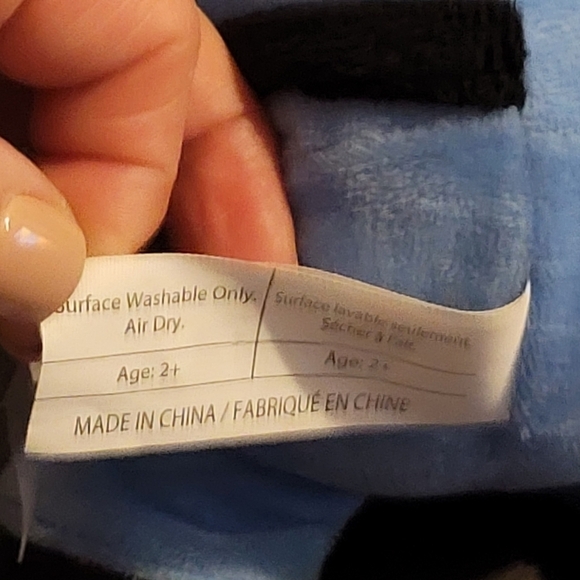 Surface Washable Only.
Air Dry.
Surface lavable seulement.
Sécher à l'air.
Age: 2+
Age: 2+
MADE IN CHINA / FABRIQUÉ EN CHINE